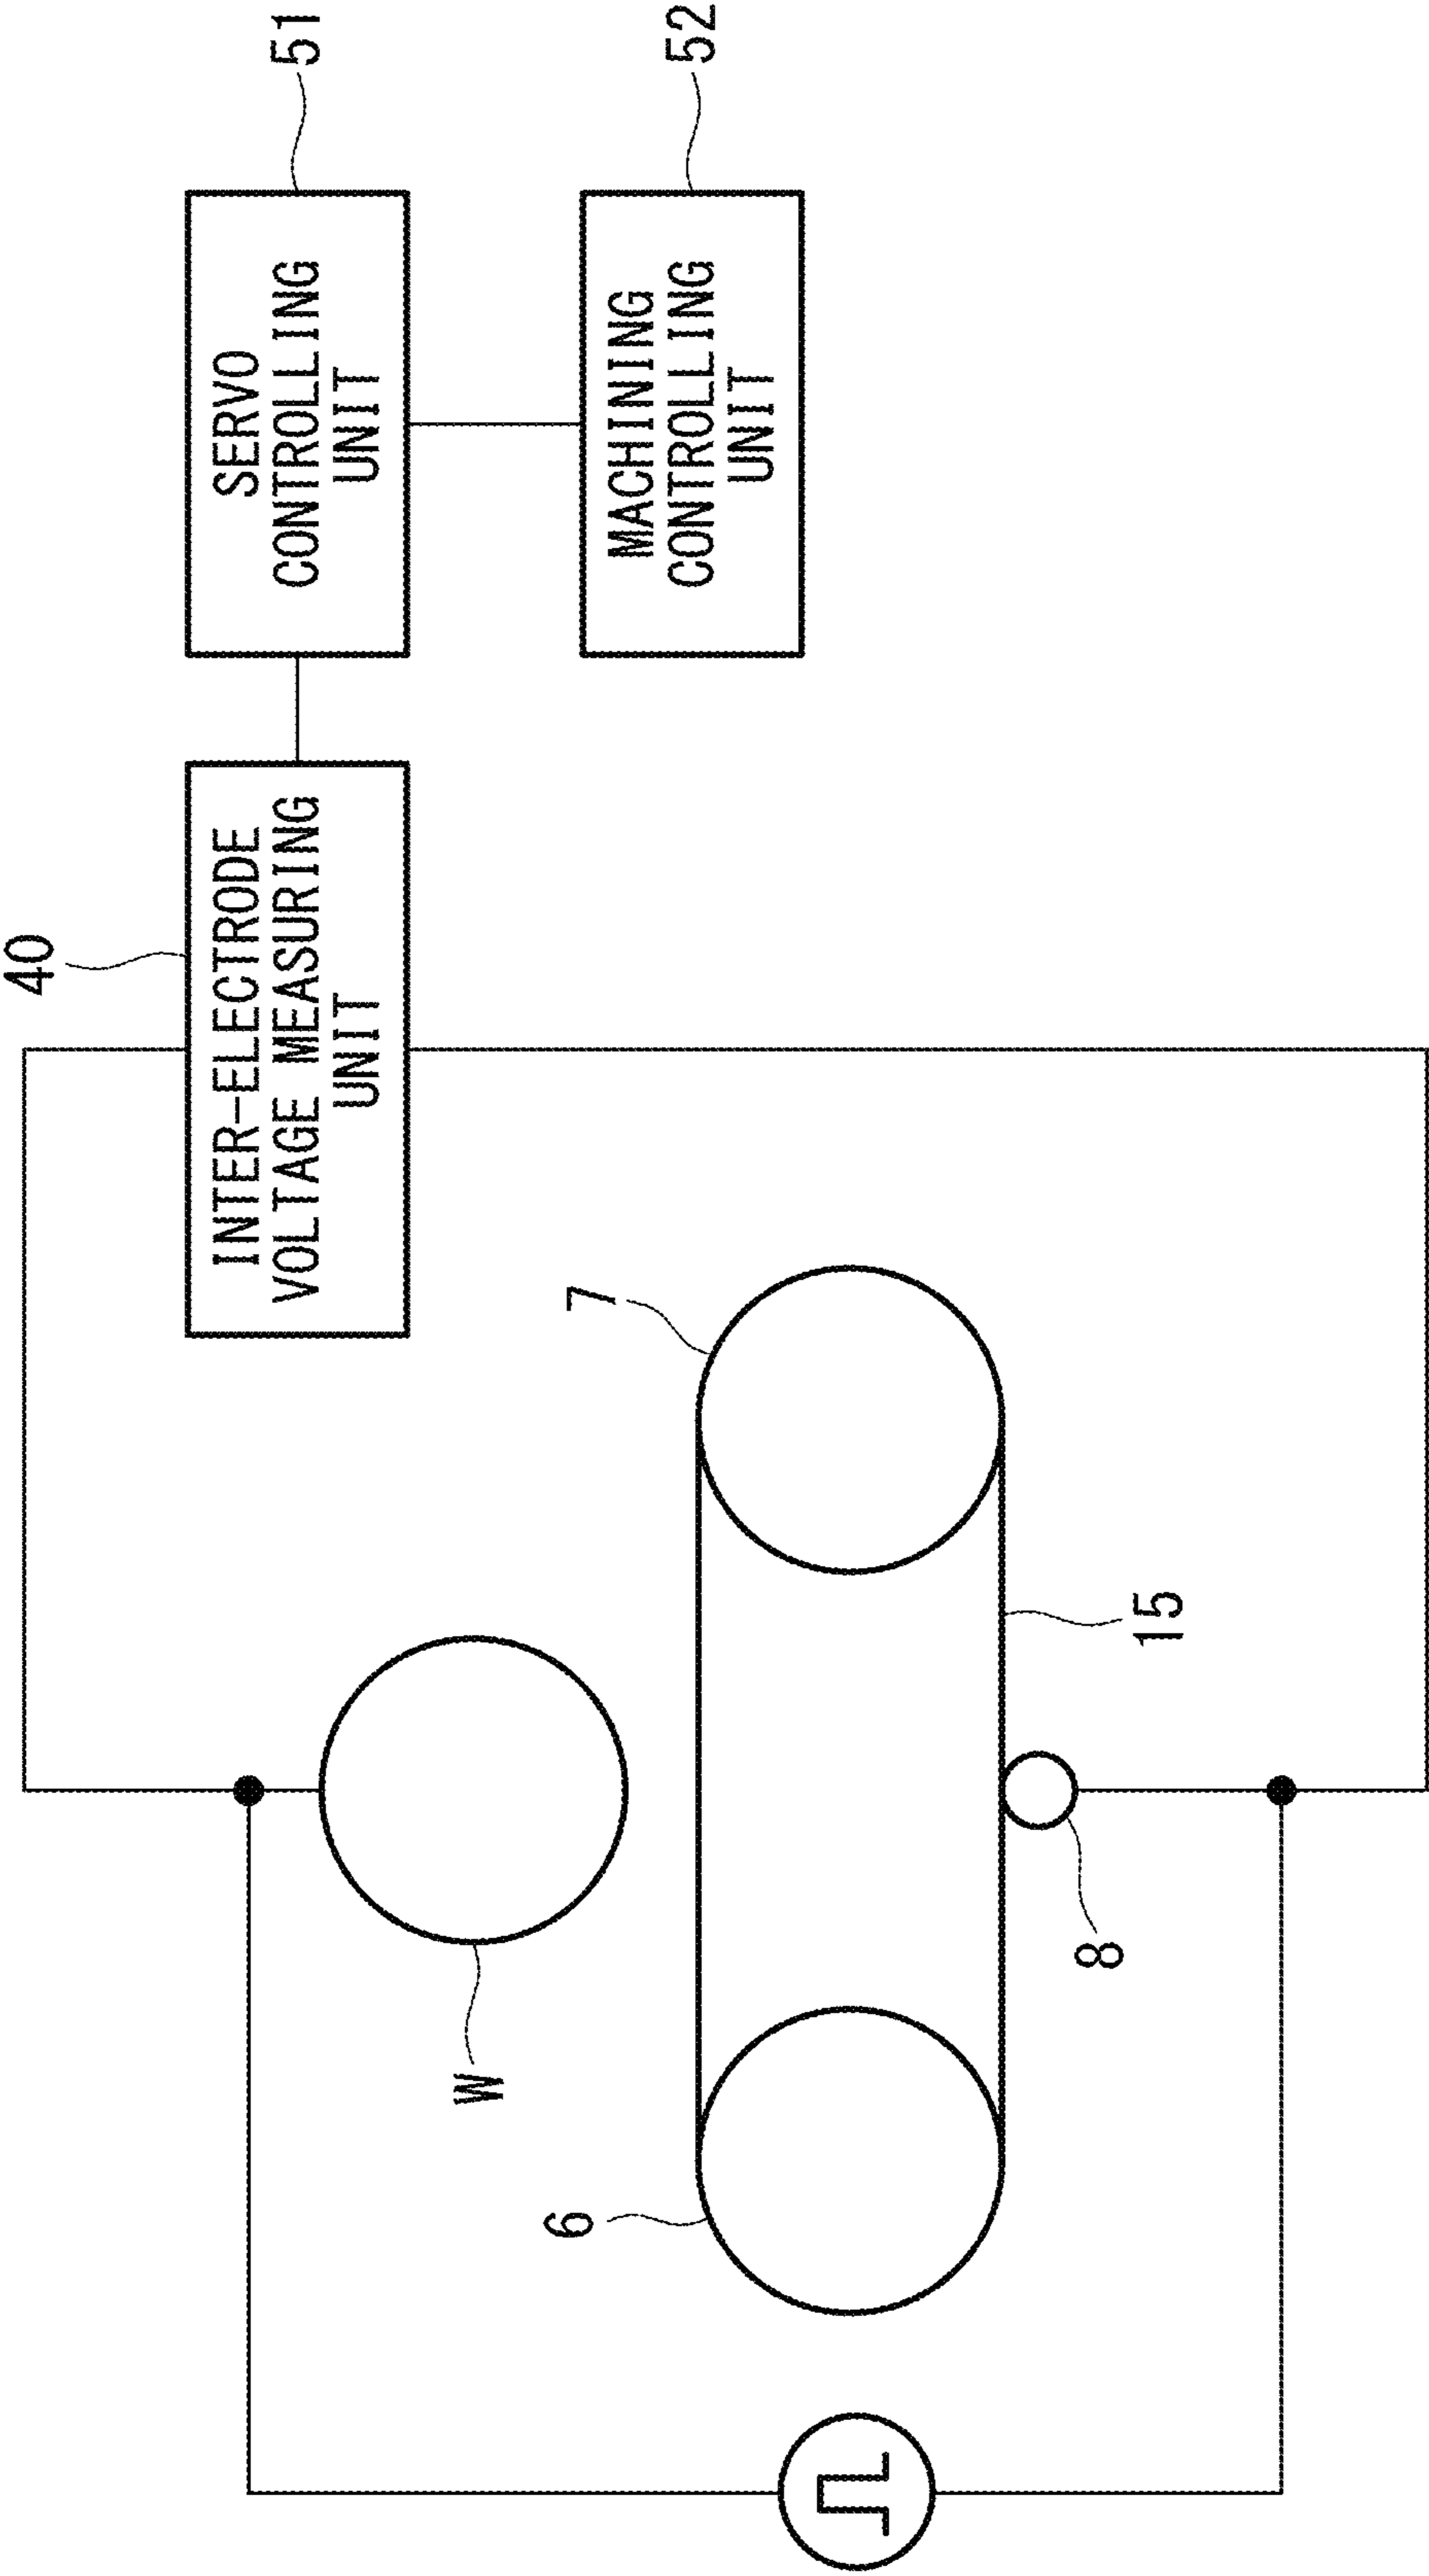 40
INTER-ELECTRODE
VOLTAGE MEASURING
UNIT
SERVO
CONTROLLING
UNIT
51
MACHINING
CONTROLLING
UNIT
52
W
6
7
8
15